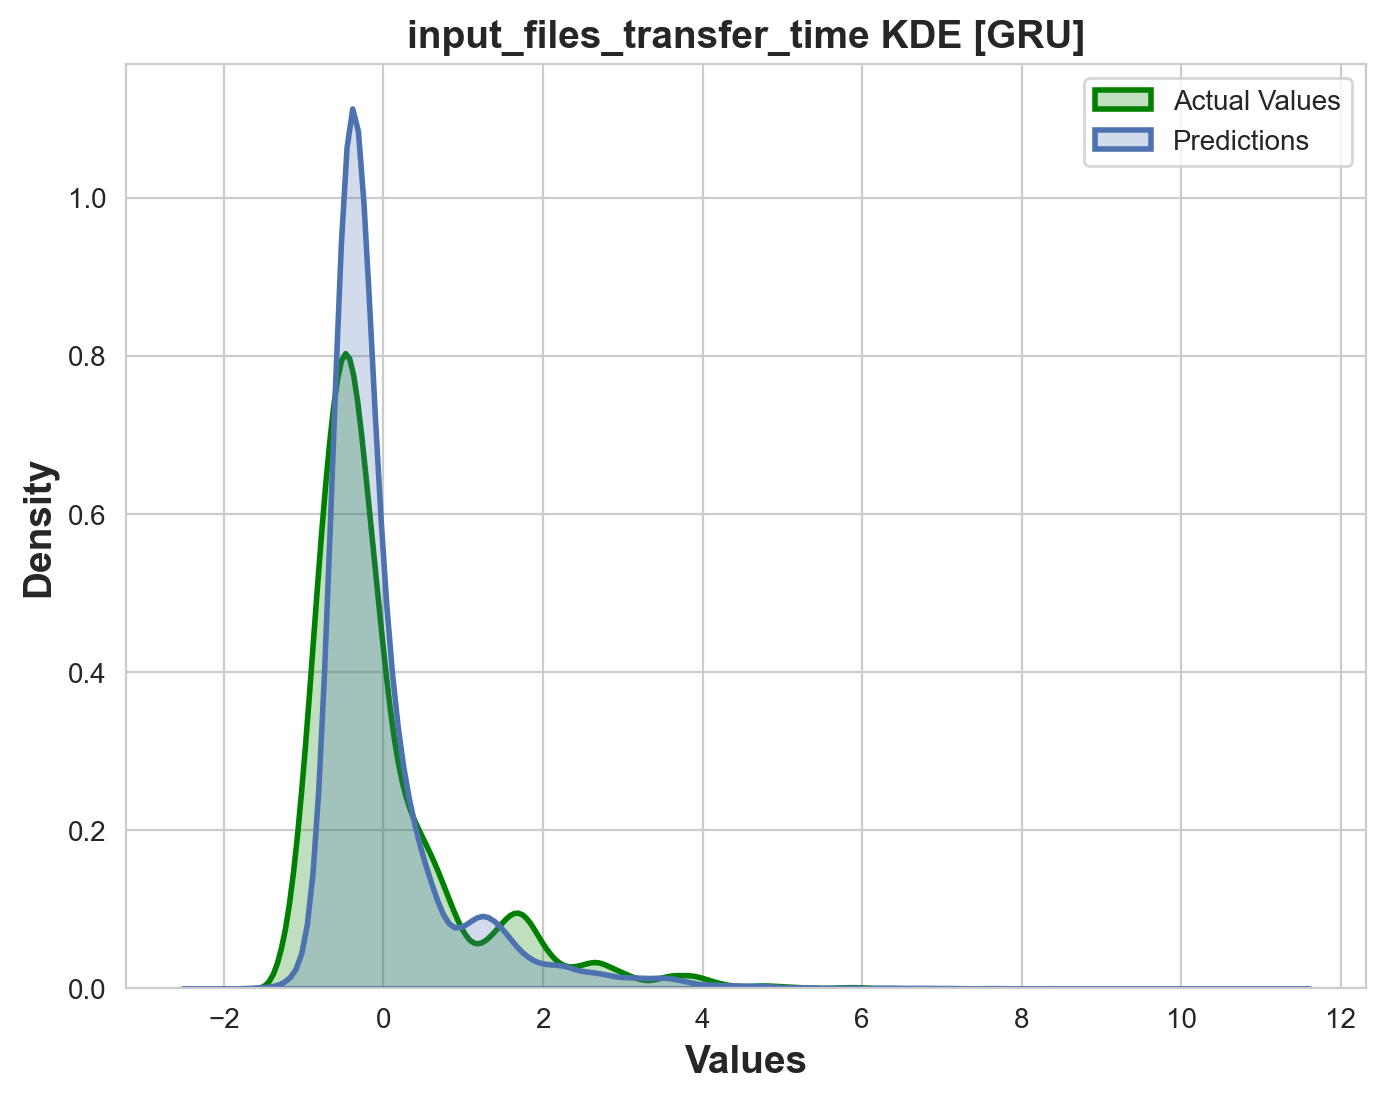 input_files_transfer_time KDE [GRU]
Actual Values
Predictions
Density
1.0
0.8
0.6
0.4
0.2
0.0
−2 0 2 4 6 8 10 12
Values